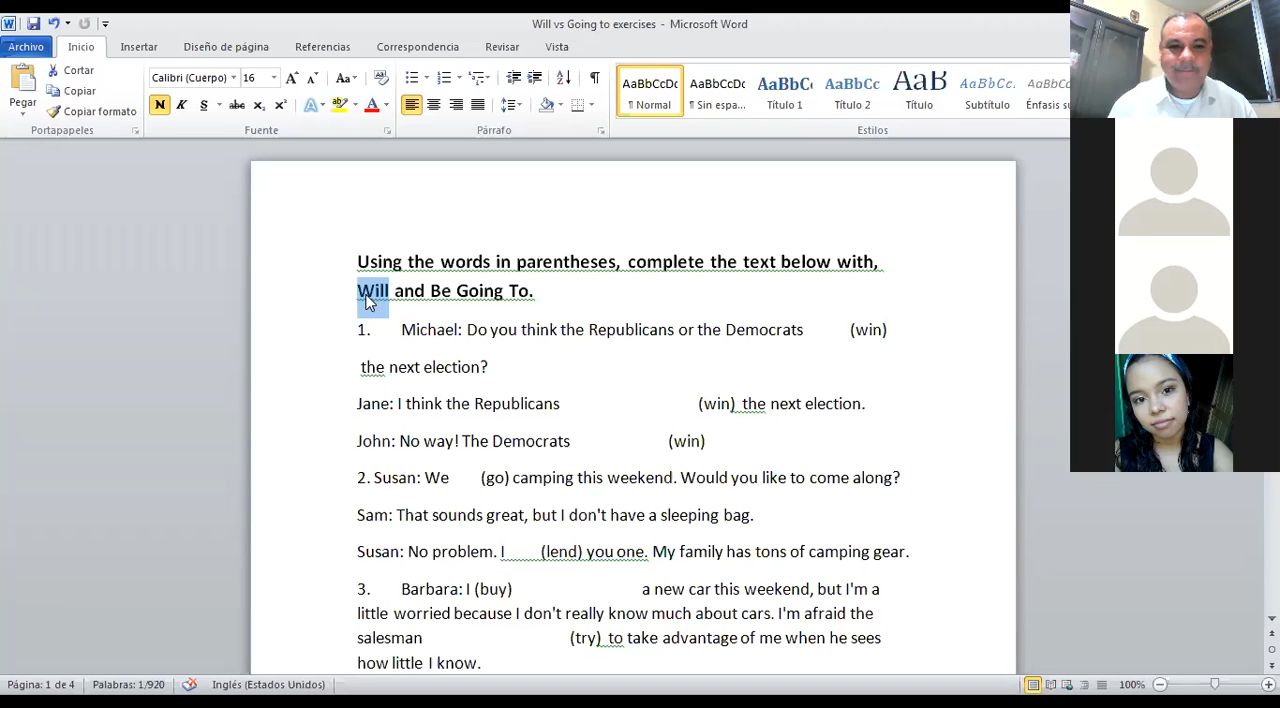 Will vs Going to exercises - Microsoft Word
Archivo Inicio Insertar Diseño de página Referencias Correspondencia Revisar Vista
Pegar
Cortar
Copiar
Copiar formato
Calibri (Cuerpo) 16
N K S abc x₂ x² Aa A A
AaBbCcDc AaBbCcDc AaBbC AaBbCc AaB AaBbCc AaBbCc
¶ Normal ¶ Sin espa... Título 1 Título 2 Título Subtítulo Énfasis su
Portapapeles Fuente Párrafo Estilos
Using the words in parentheses, complete the text below with,
Will and Be Going To.
1. Michael: Do you think the Republicans or the Democrats (win)
the next election?
Jane: I think the Republicans (win) the next election.
John: No way! The Democrats (win)
2. Susan: We (go) camping this weekend. Would you like to come along?
Sam: That sounds great, but I don't have a sleeping bag.
Susan: No problem. I (lend) you one. My family has tons of camping gear.
3. Barbara: I (buy) a new car this weekend, but I'm a
little worried because I don't really know much about cars. I'm afraid the
salesman (try) to take advantage of me when he sees
how little I know.
Página: 1 de 4 Palabras: 1/920 Inglés (Estados Unidos) 100%